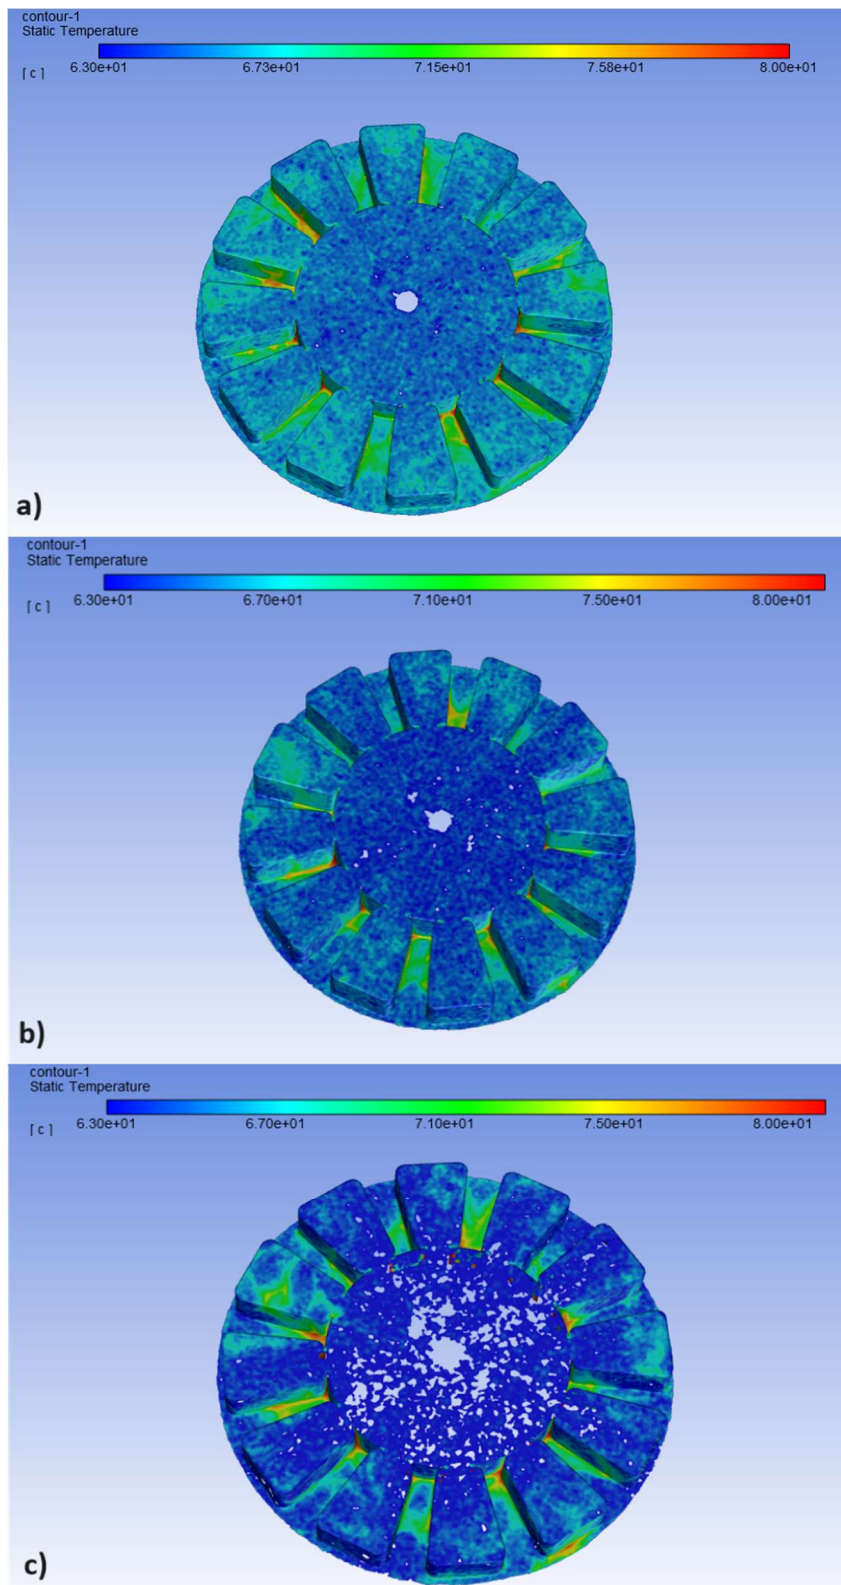 contour-1
Static Temperature
[ c ]
6.30e+01 6.73e+01 7.15e+01 7.58e+01 8.00e+01
a)
contour-1
Static Temperature
[ c ]
6.30e+01 6.70e+01 7.10e+01 7.50e+01 8.00e+01
b)
contour-1
Static Temperature
[ c ]
6.30e+01 6.70e+01 7.10e+01 7.50e+01 8.00e+01
c)